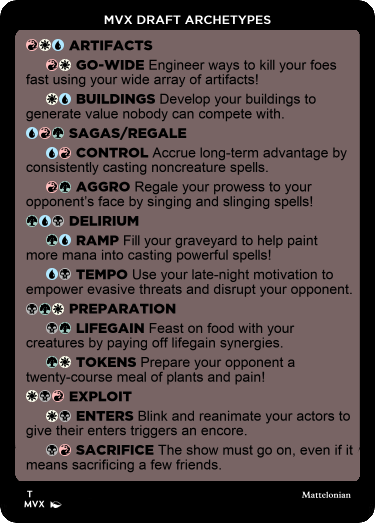 MVX DRAFT ARCHETYPES
ARTIFACTS
GO-WIDE Engineer ways to kill your foes
fast using your wide array of artifacts!
BUILDINGS Develop your buildings to
generate value nobody can compete with.
SAGAS/REGALE
CONTROL Accrue long-term advantage by
consistently casting noncreature spells.
AGGRO Regale your prowess to your
opponent's face by singing and slinging spells!
DELIRIUM
RAMP Fill your graveyard to help paint
more mana into casting powerful spells!
TEMPO Use your late-night motivation to
empower evasive threats and disrupt your opponent.
PREPARATION
LIFEGAIN Feast on food with your
creatures by paying off lifegain synergies.
TOKENS Prepare your opponent a
twenty-course meal of plants and pain!
EXPLOIT
ENTERS Blink and reanimate your actors to
give their enters triggers an encore.
SACRIFICE The show must go on, even if it
means sacrificing a few friends.
T
MVX
Mattelonian